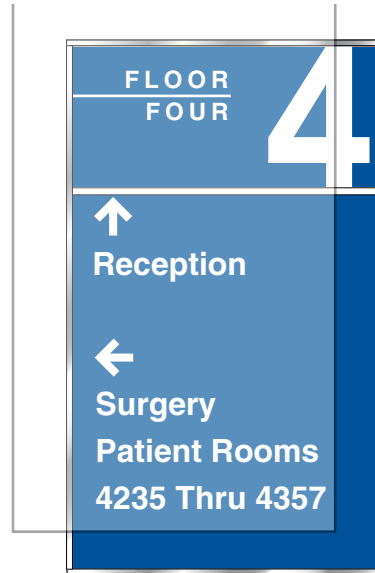 FLOOR
FOUR
4
↑
Reception
←
Surgery
Patient Rooms
4235 Thru 4357